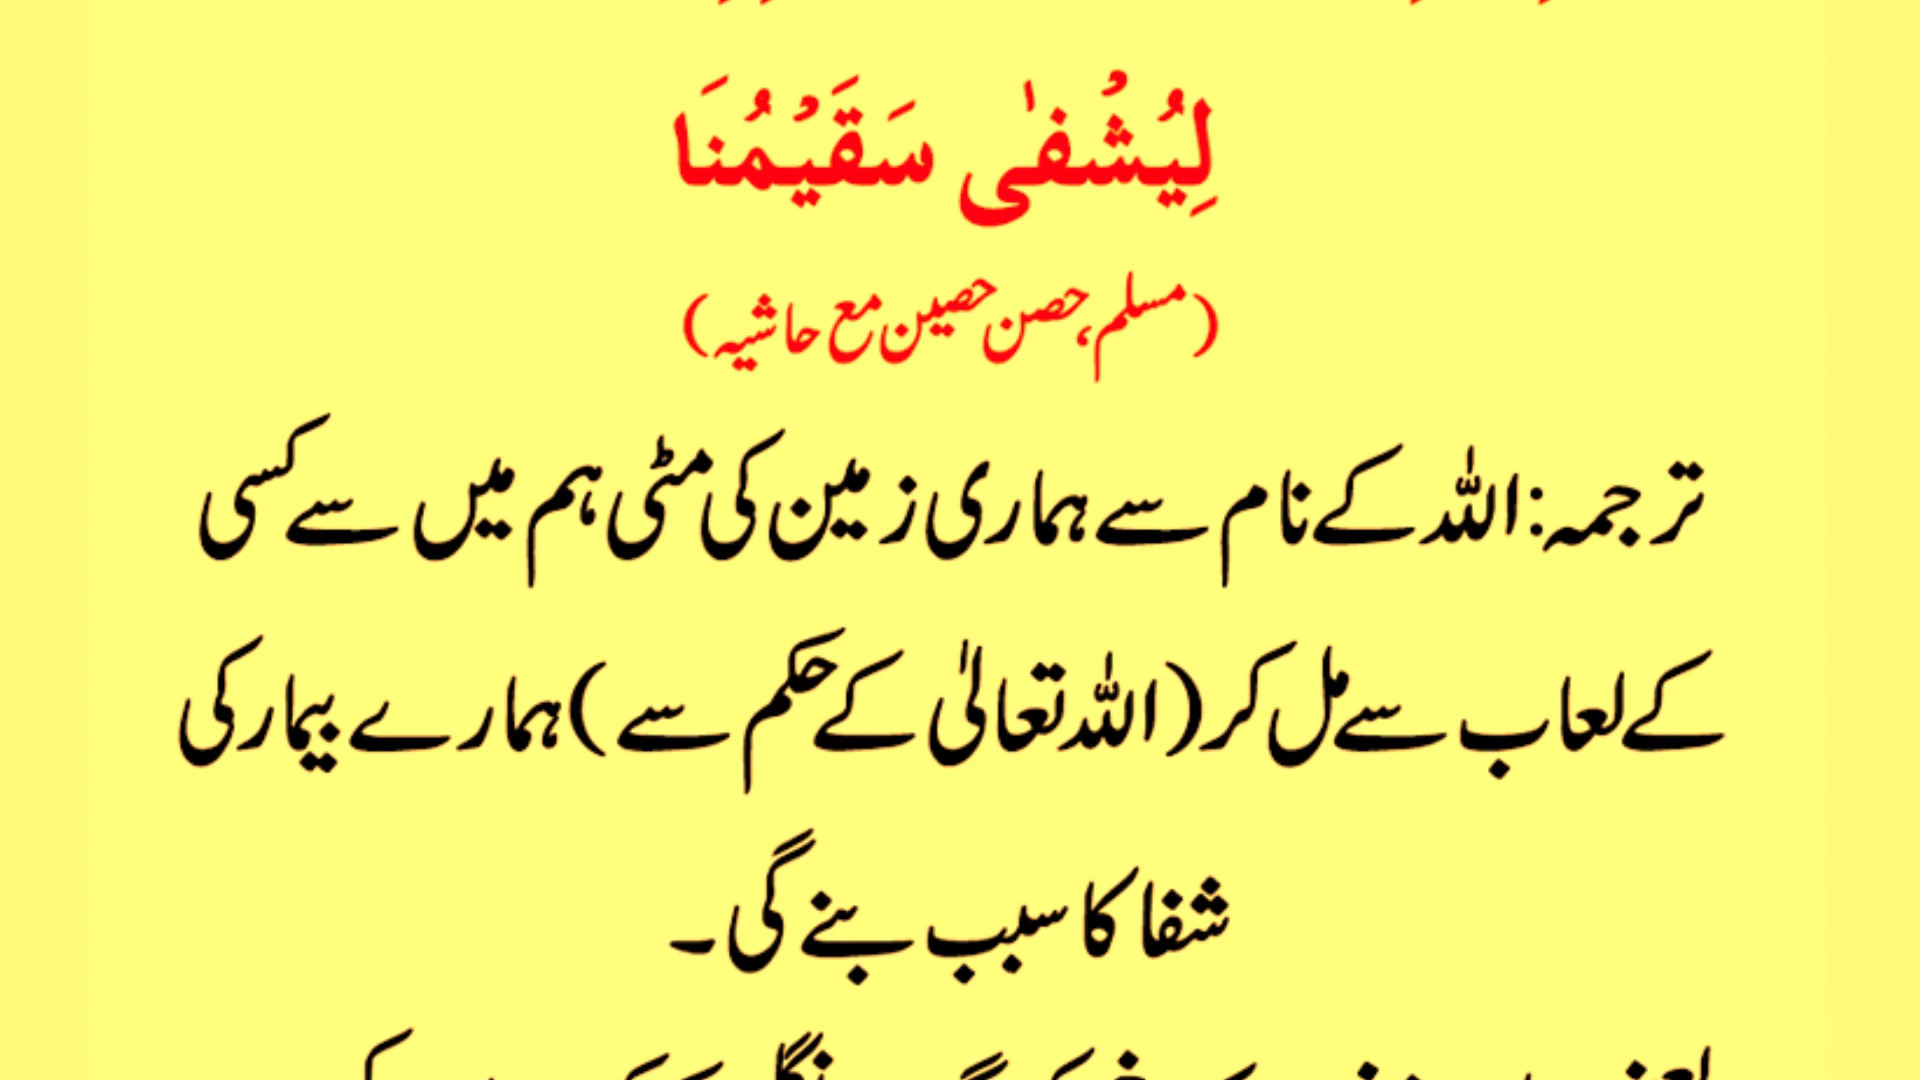 لِيُشْفٰى سَقَيْمُنَا
(مسلم، حصن حصین مع حاشیہ)
ترجمہ: اللہ کے نام سے ہماری زمین کی مٹی ہم میں سے کسی
کے لعاب سے مل کر (اللہ تعالیٰ کے حکم سے) ہمارے بیمار کی
شفا کا سبب بنے گی۔